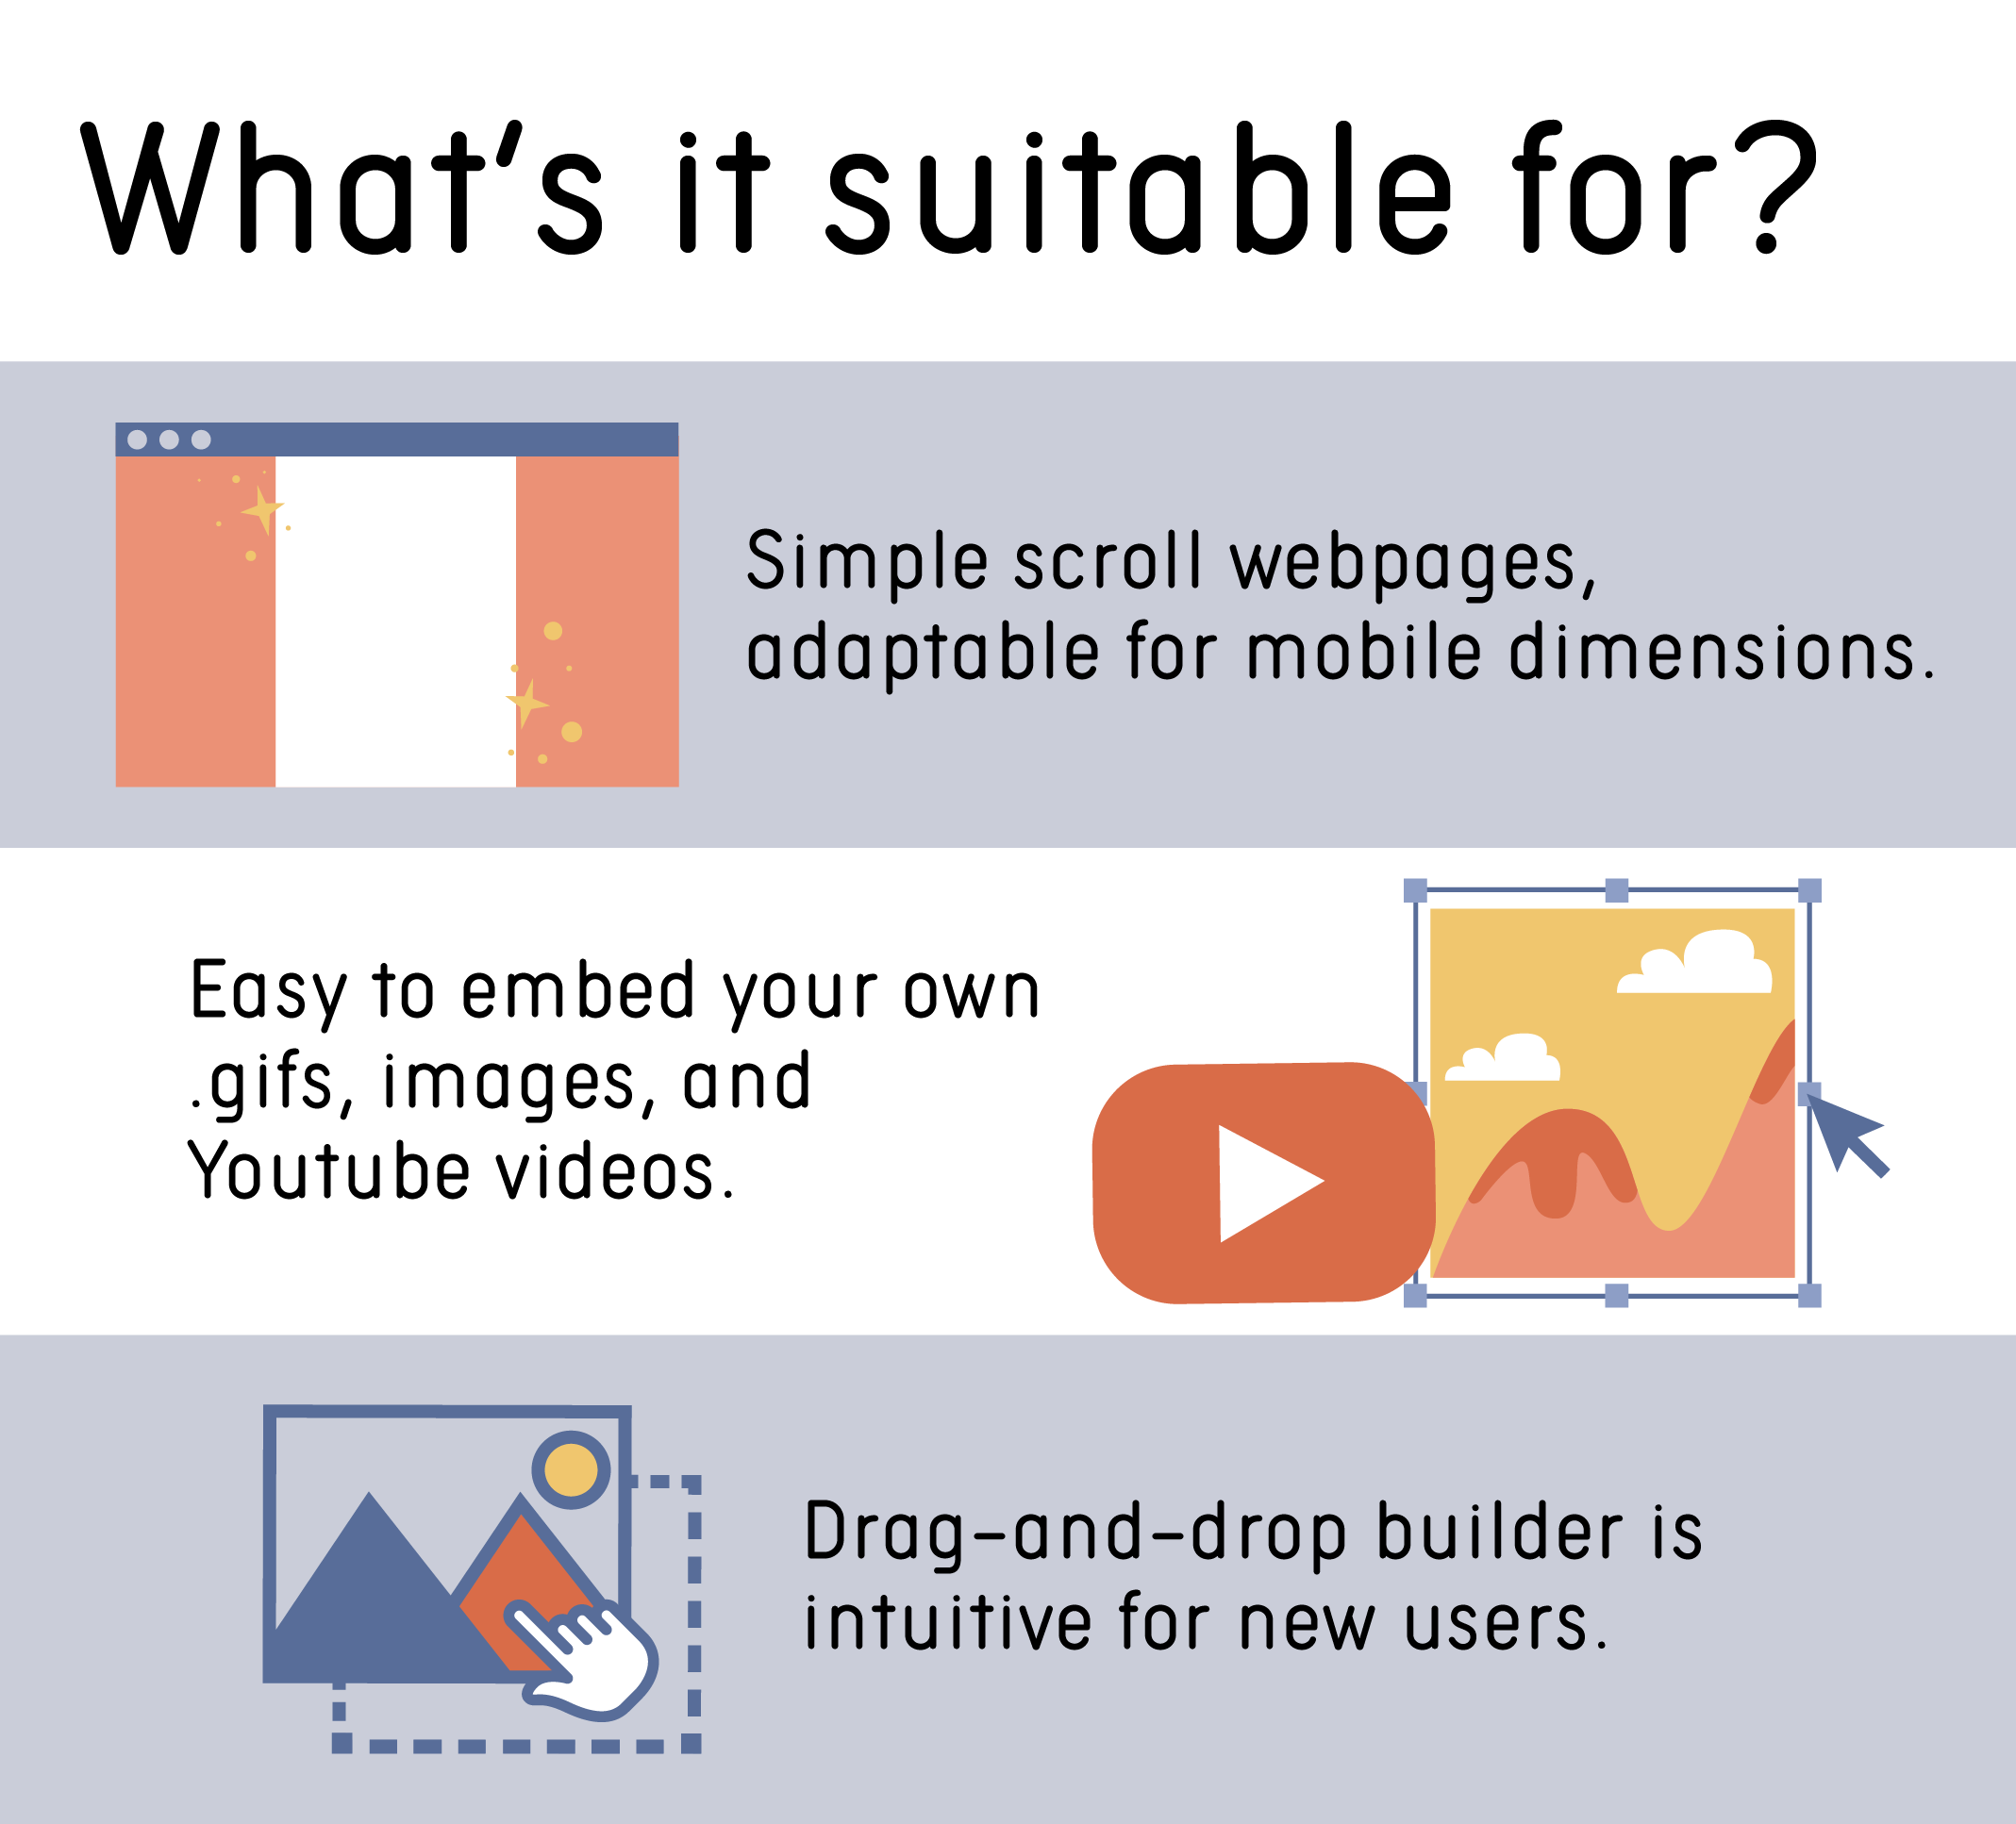 What's it suitable for?
Simple scroll webpages,
adaptable for mobile dimensions.
Easy to embed your own
.gifs, images, and
Youtube videos.
Drag-and-drop builder is
intuitive for new users.